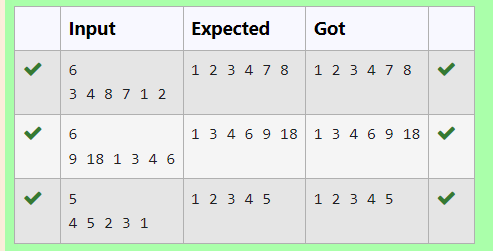 Input Expected Got
6 1 2 3 4 7 8 1 2 3 4 7 8
3 4 8 7 1 2
6 1 3 4 6 9 18 1 3 4 6 9 18
9 18 1 3 4 6
5 1 2 3 4 5 1 2 3 4 5
4 5 2 3 1